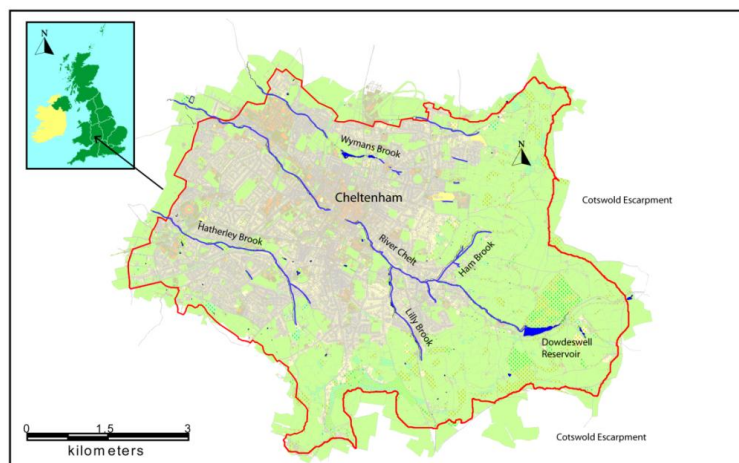 N
Wymans Brook
N
Cheltenham
Cotswold Escarpment
Hatherley Brook
River Chelt
Ham Brook
Lilly Brook
Dowdeswell
Reservoir
0 1.5 3
kilometers
Cotswold Escarpment